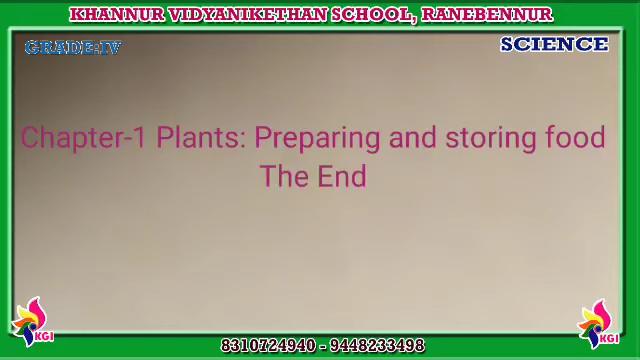 KHANNUR VIDYANIKETHAN SCHOOL, RANEBENNUR
GRADE:IV
SCIENCE
Chapter-1 Plants: Preparing and storing food
The End
KGI
KGI
8310724940 - 9448233498